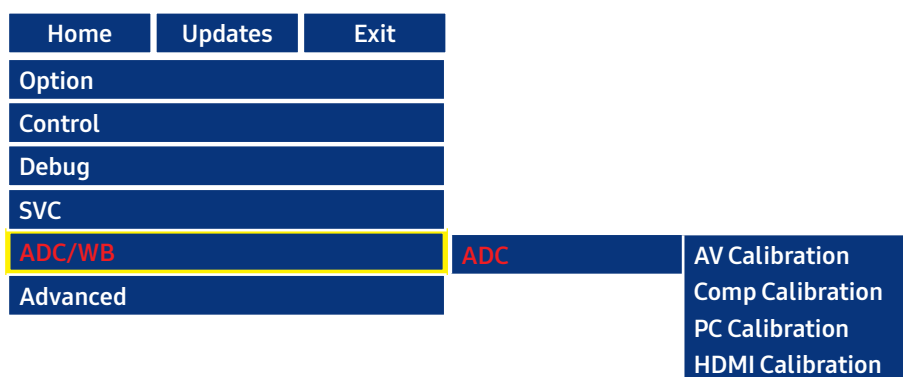 Home Updates Exit
Option
Control
Debug
SVC
ADC/WB ADC AV Calibration
Advanced Comp Calibration
PC Calibration
HDMI Calibration